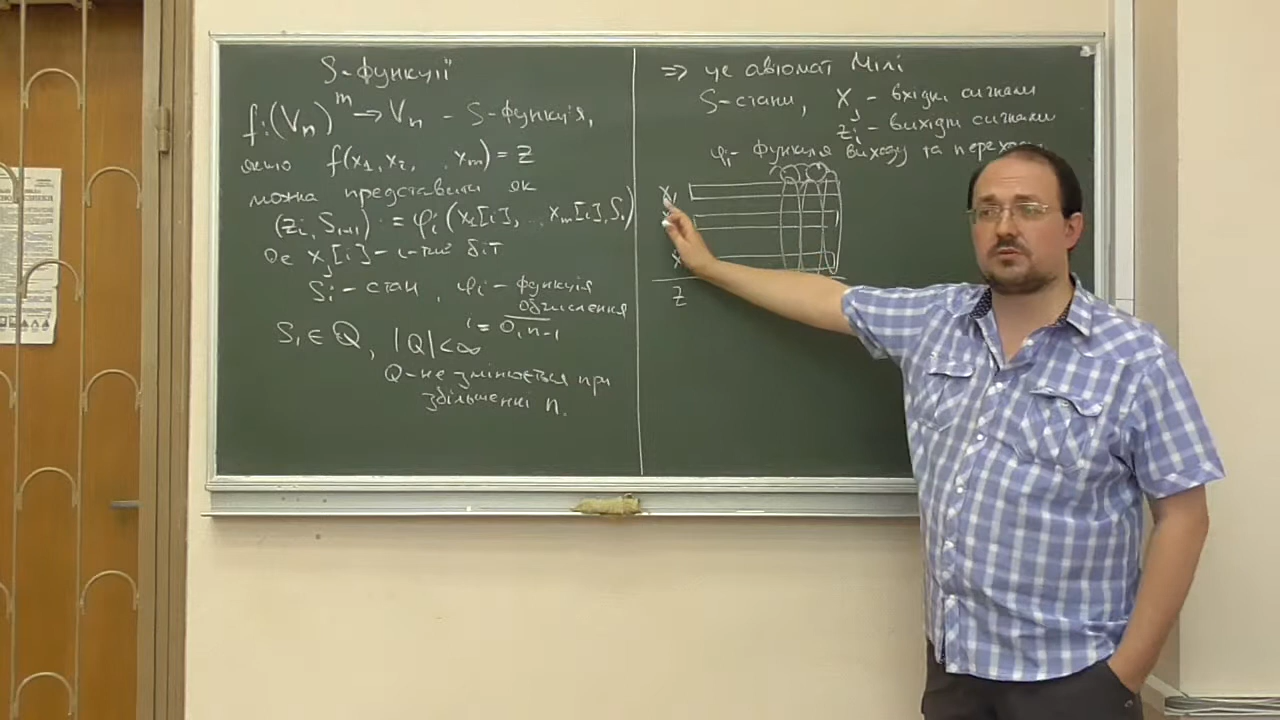 S-функції
f:(Vₙ)ᵐ → Vₙ - S-функція,
якщо f(x₁, x₂, , xₘ) = z
можна представити як
(zᵢ, Sᵢ₊₁) = φᵢ(x₁[i], ..., xₘ[i], Sᵢ)
де xⱼ[i] - i-тий біт
Sᵢ - стан, φᵢ - функція
обчислення
i = 0, n-1
Sᵢ ∈ Q, |Q| < ∞
Q - не змінюється при
збільшенні n.
⇒ це автомат Мілі
S - стани, xⱼ - вхідні сигнали
zᵢ - вихідні сигнали
φᵢ - функція виходу та переходу
x₁
z